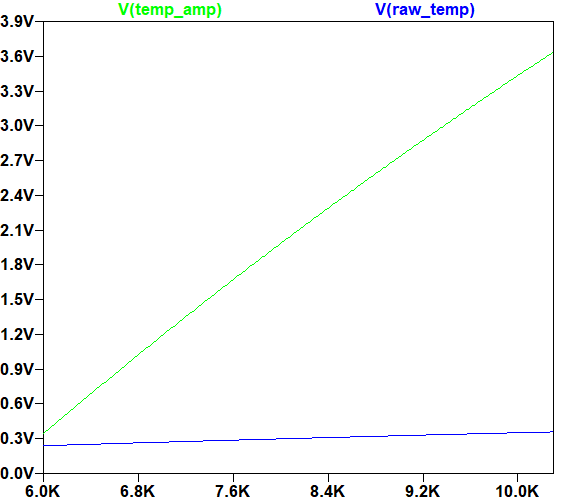 V(temp_amp) V(raw_temp)
3.9V
3.6V
3.3V
3.0V
2.7V
2.4V
2.1V
1.8V
1.5V
1.2V
0.9V
0.6V
0.3V
0.0V
6.0K 6.8K 7.6K 8.4K 9.2K 10.0K